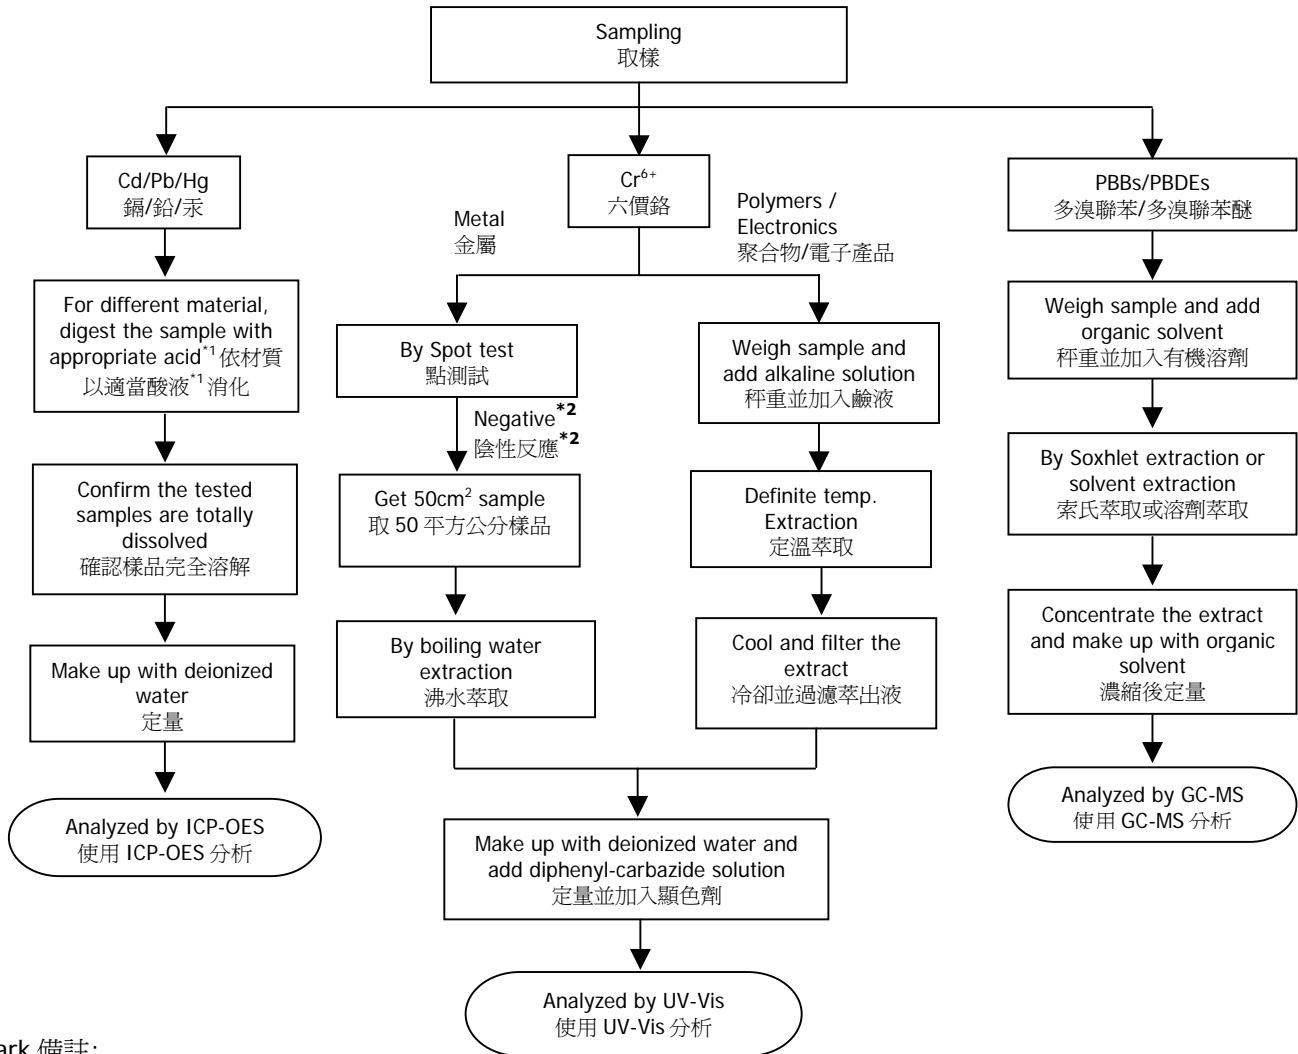 Sampling
取樣
Cd/Pb/Hg
鎘/鉛/汞
For different material,
digest the sample with
appropriate acid*1 依材質
以適當酸液*1 消化
Confirm the tested
samples are totally
dissolved
確認樣品完全溶解
Make up with deionized
water
定量
Analyzed by ICP-OES
使用 ICP-OES 分析
Cr6+
六價鉻
Metal
金屬
Polymers /
Electronics
聚合物/電子產品
By Spot test
點測試
Negative*2
陰性反應*2
Get 50cm2 sample
取 50 平方公分樣品
By boiling water
extraction
沸水萃取
Weigh sample and
add alkaline solution
秤重並加入鹼液
Definite temp.
Extraction
定溫萃取
Cool and filter the
extract
冷卻並過濾萃出液
Make up with deionized water and
add diphenyl-carbazide solution
定量並加入顯色劑
Analyzed by UV-Vis
使用 UV-Vis 分析
PBBs/PBDEs
多溴聯苯/多溴聯苯醚
Weigh sample and add
organic solvent
秤重並加入有機溶劑
By Soxhlet extraction or
solvent extraction
索氏萃取或溶劑萃取
Concentrate the extract
and make up with organic
solvent
濃縮後定量
Analyzed by GC-MS
使用 GC-MS 分析
ark 備註: